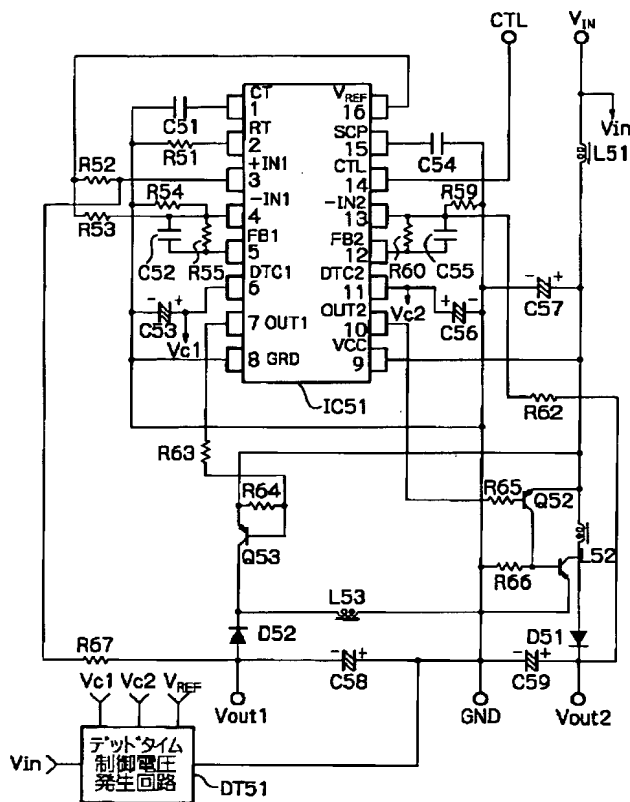 CTL
VIN
CT
1
C51
RT
2
R51
+IN1
3
R52
R54
-IN1
4
R53
FB1
5
C52
R55
DTC1
6
C53
Vc1
7 OUT1
8 GRD
VREF
16
SCP
15
C54
CTL
14
-IN2
13
R59
FB2
12
R60
C55
DTC2
11
Vc2
C56
OUT2
10
VCC
9
IC51
Vin
L51
- +
C57
R62
R63
R64
Q53
R65
Q52
R66
L52
L53
D52
D51
R67
- +
C58
- +
C59
Vout1
GND
Vout2
Vc1
Vc2
VREF
Vin
デッドタイム
制御電圧
発生回路
DT51